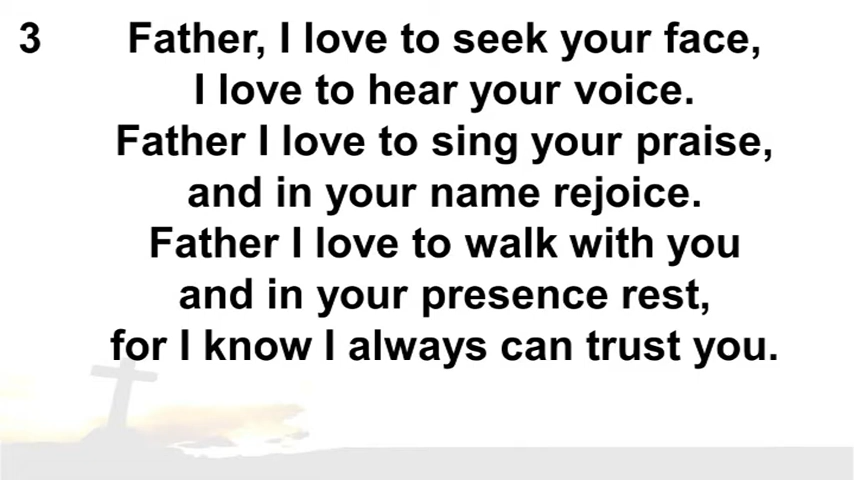 3 Father, I love to seek your face,
I love to hear your voice.
Father I love to sing your praise,
and in your name rejoice.
Father I love to walk with you
and in your presence rest,
for I know I always can trust you.